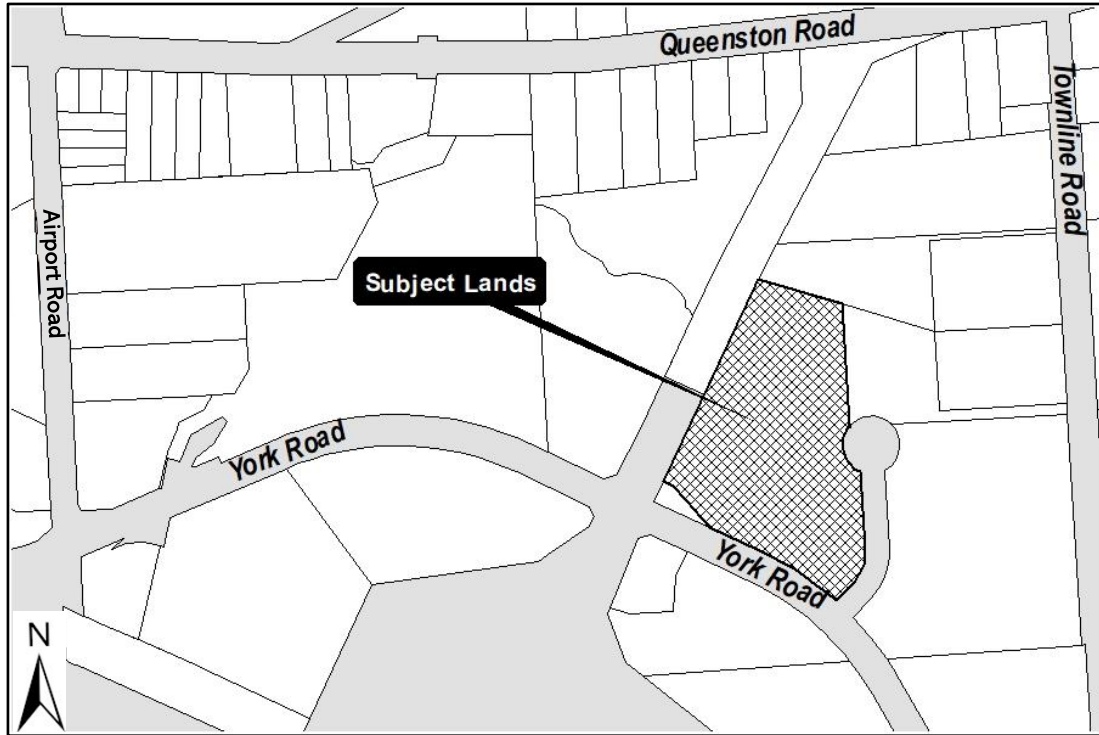 Queenston Road
Townline Road
Airport Road
Subject Lands
York Road
York Road
N